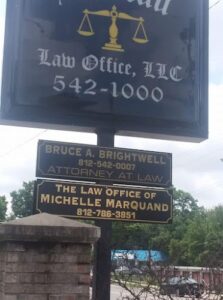 Law Office, LLC
542-1000
BRUCE A. BRIGHTWELL
812-542-0007
ATTORNEY AT LAW
THE LAW OFFICE OF
MICHELLE MARQUAND
812-786-3851